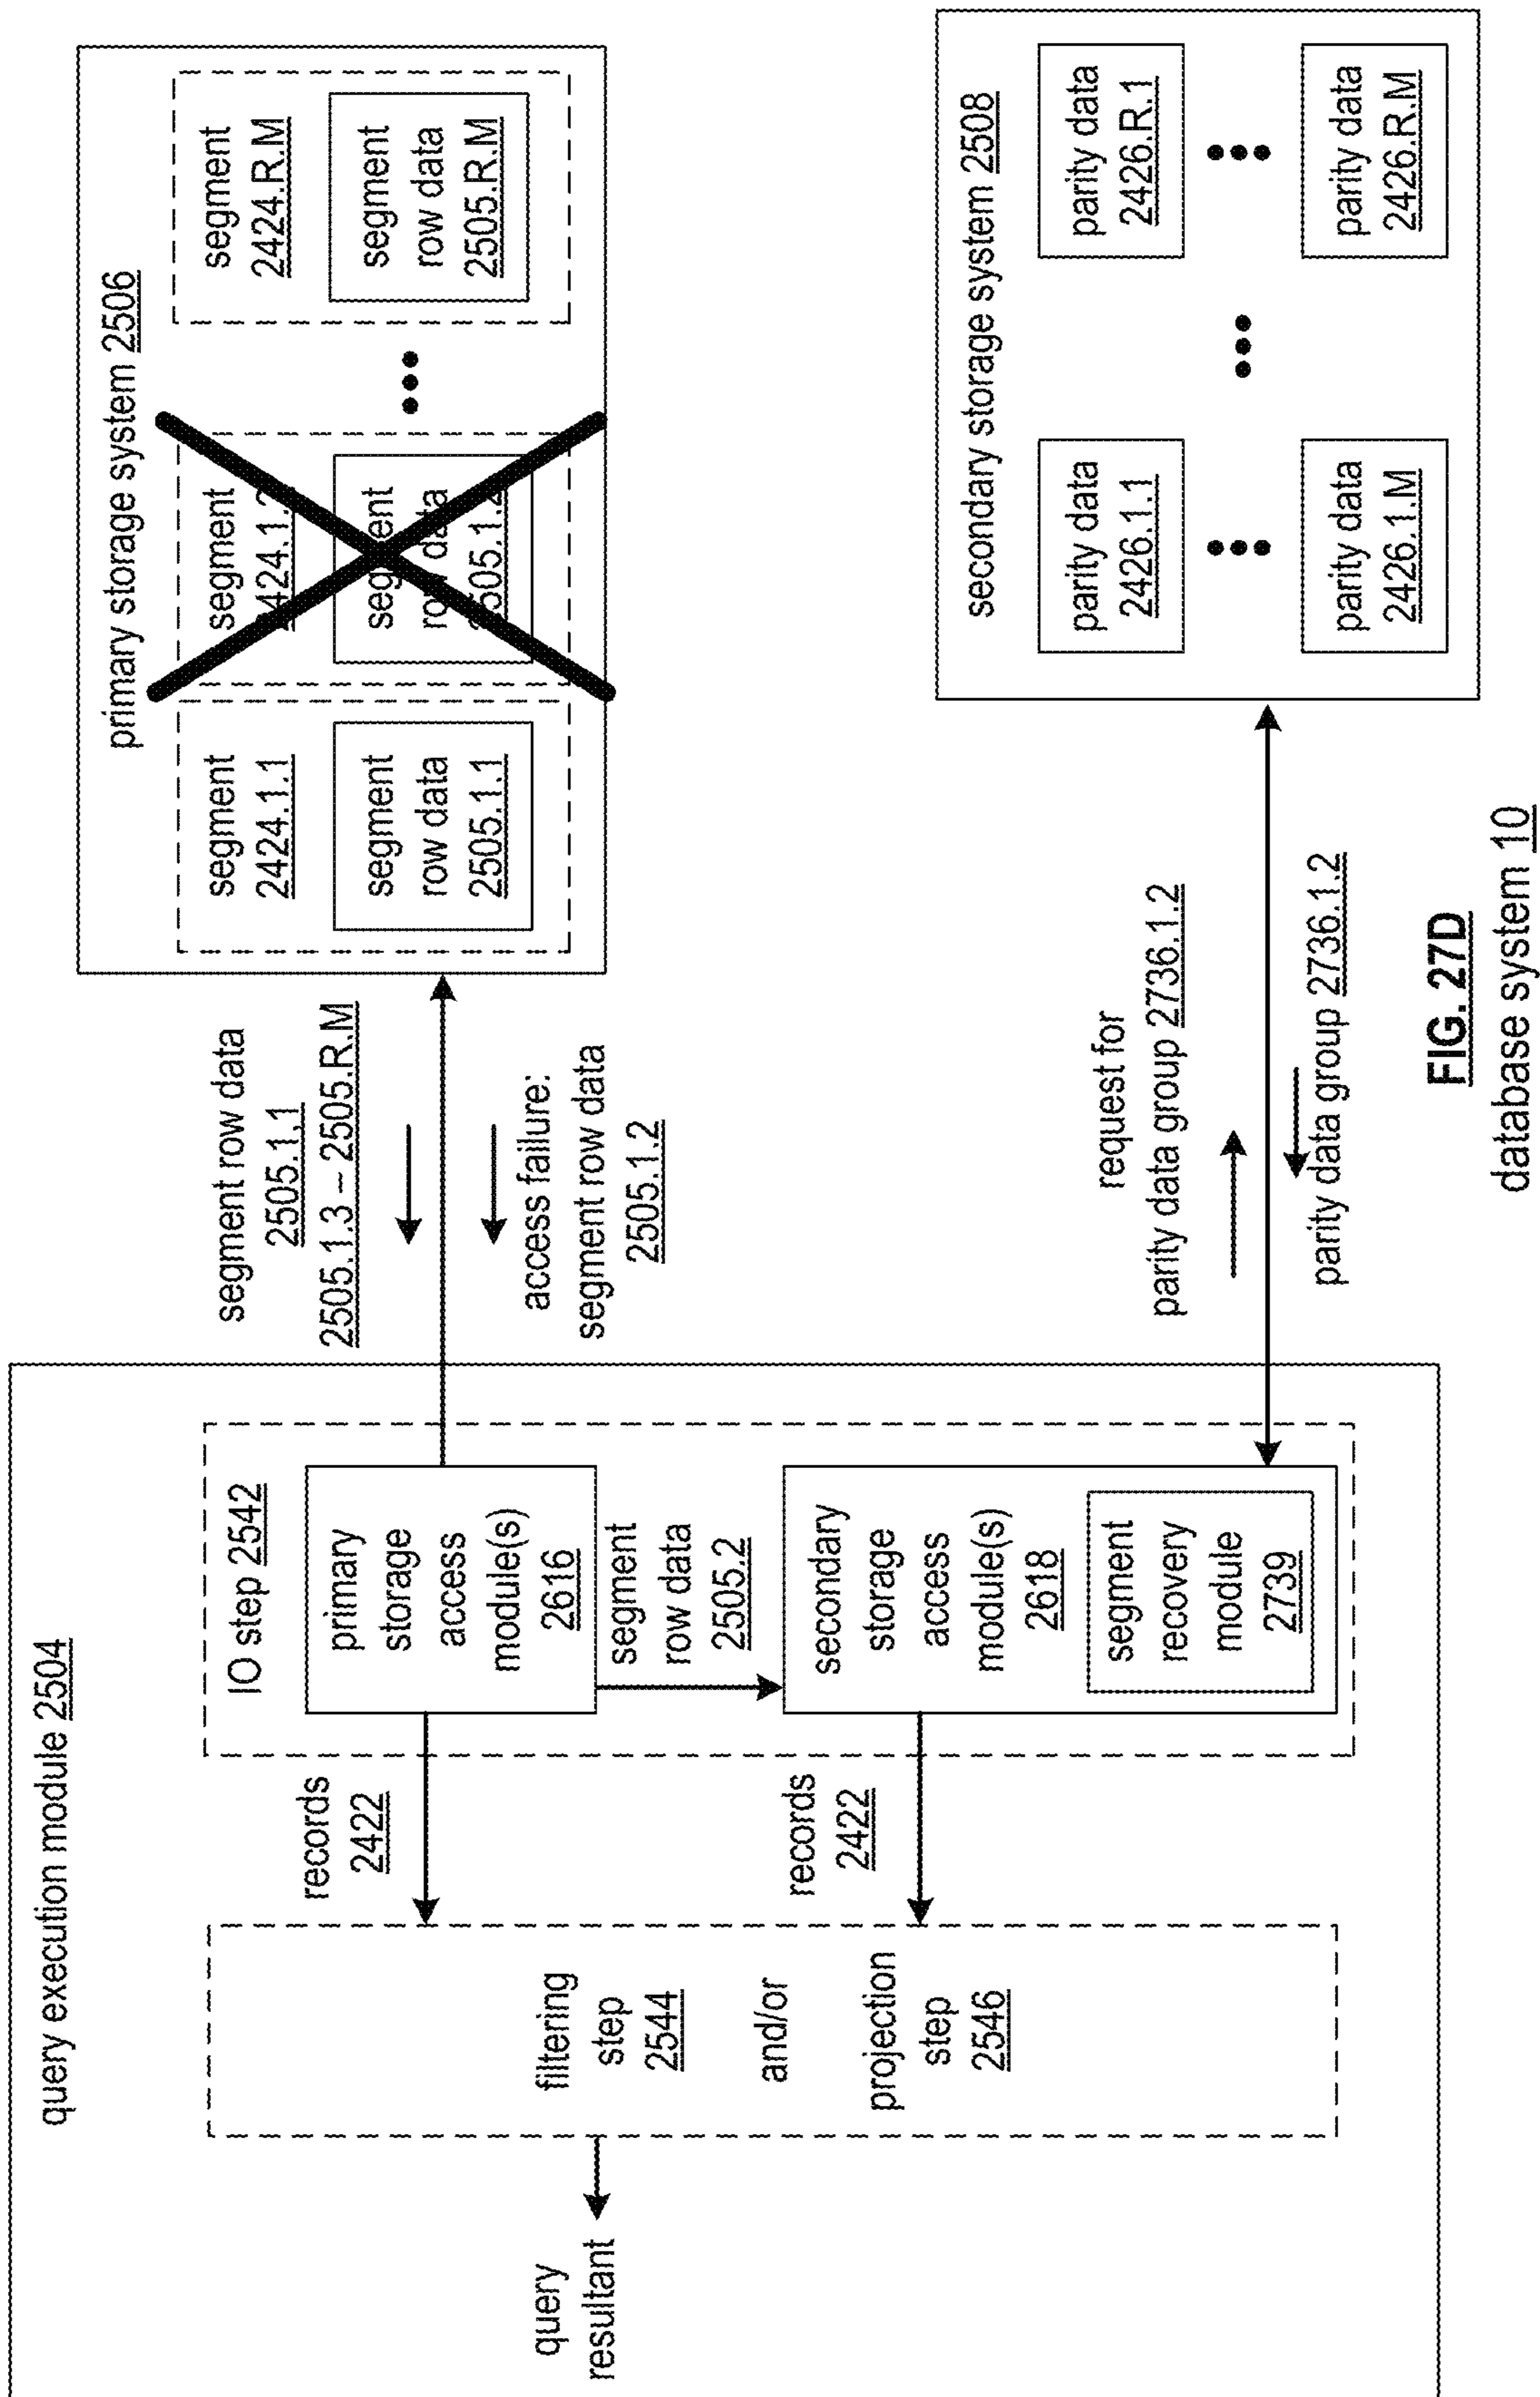 query execution module 2504
query
resultant
filtering
step
2544
and/or
projection
step
2546
records
2422
records
2422
IO step 2542
primary
storage
access
module(s)
2616
segment
row data
2505.2
secondary
storage
access
module(s)
2618
segment
recovery
module
2739
segment row data
2505.1.1,
2505.1.3 – 2505.R.M
access failure:
segment row data
2505.1.2
request for
parity data group 2736.1.2
parity data group 2736.1.2
primary storage system 2506
segment
2424.1.1
segment
row data
2505.1.1
segment
2424.1.2
segment
row data
2505.1.2
segment
2424.R.M
segment
row data
2505.R.M
secondary storage system 2508
parity data
2426.1.1
parity data
2426.1.M
parity data
2426.R.1
parity data
2426.R.M
FIG. 27D
database system 10